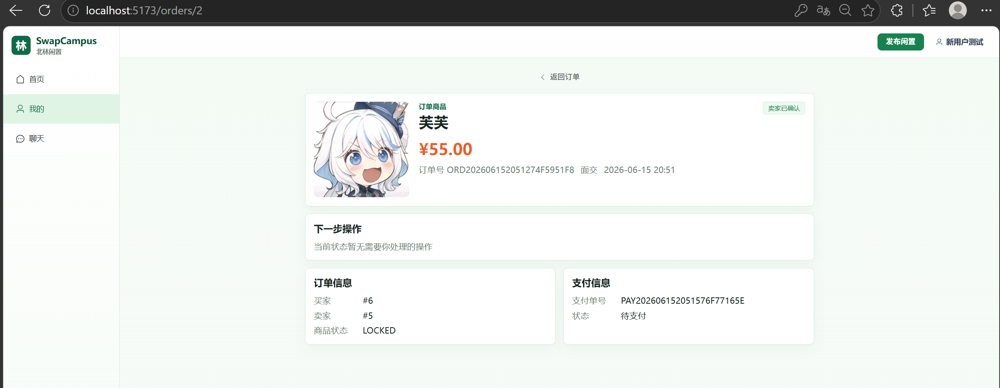 localhost:5173/orders/2
林
SwapCampus
北林闲置
发布闲置
新用户测试
首页
我的
聊天
返回订单
订单商品
卖家已确认
芙芙
¥55.00
订单号 ORD202606152051274F5951F8 面交 2026-06-15 20:51
下一步操作
当前状态暂无需要你处理的操作
订单信息
买家 #6
卖家 #5
商品状态 LOCKED
支付信息
支付单号 PAY202606152051576F77165E
状态 待支付